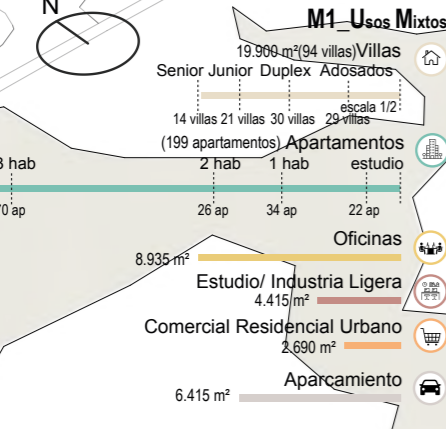 N
M1_Usos Mixtos
19.900 m²(94 villas)Villas
Senior Junior Duplex Adosados
escala 1/2
14 villas 21 villas 30 villas 29 villas
(199 apartamentos) Apartamentos
3 hab 2 hab 1 hab estudio
70 ap 26 ap 34 ap 22 ap
Oficinas
8.935 m²
Estudio/ Industria Ligera
4.415 m²
Comercial Residencial Urbano
2.690 m²
Aparcamiento
6.415 m²